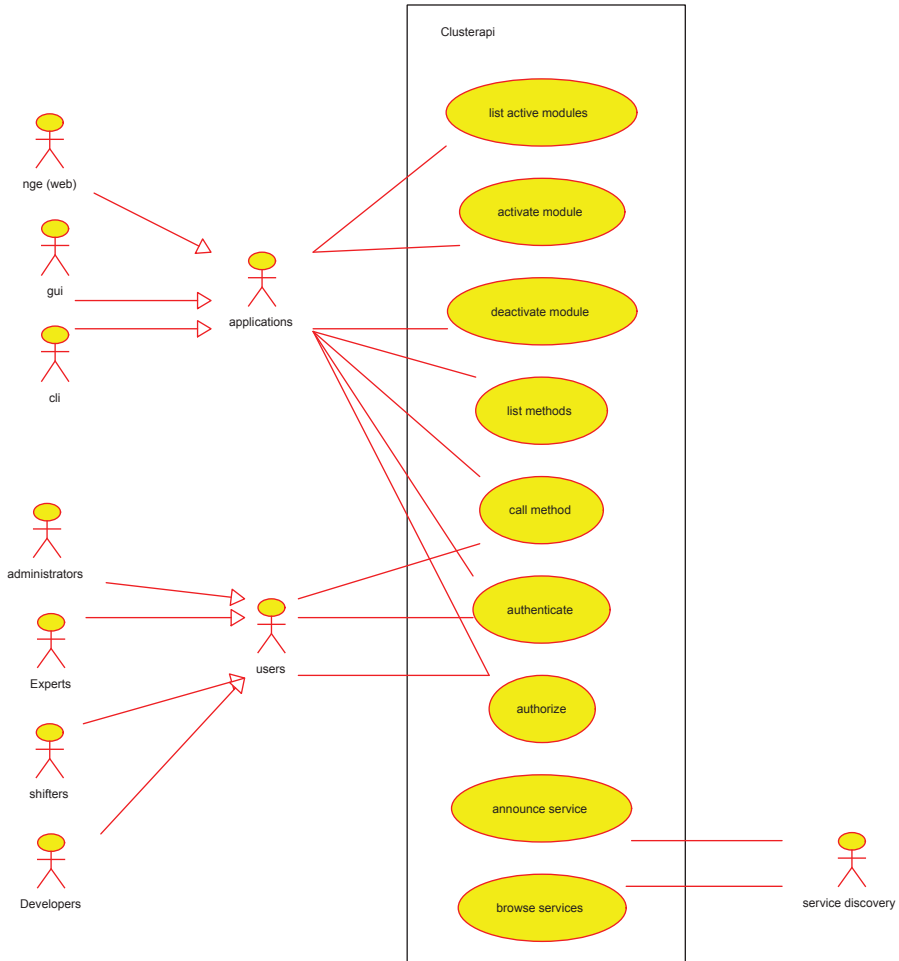 Clusterapi
list active modules
nge (web)
activate module
gui
applications
deactivate module
cli
list methods
call method
administrators
authenticate
users
Experts
authorize
shifters
announce service
Developers
service discovery
browse services